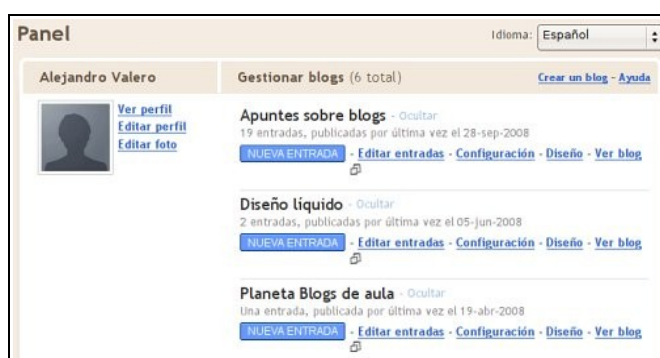 Panel
Idioma: Español
Alejandro Valero
Gestionar blogs (6 total)
Crear un blog - Ayuda
Ver perfil
Editar perfil
Editar foto
Apuntes sobre blogs - Ocultar
19 entradas, publicadas por última vez el 28-sep-2008
NUEVA ENTRADA - Editar entradas - Configuración - Diseño - Ver blog
Diseño líquido - Ocultar
2 entradas, publicadas por última vez el 05-jun-2008
NUEVA ENTRADA - Editar entradas - Configuración - Diseño - Ver blog
Planeta Blogs de aula - Ocultar
Una entrada, publicada por última vez el 19-abr-2008
NUEVA ENTRADA - Editar entradas - Configuración - Diseño - Ver blog